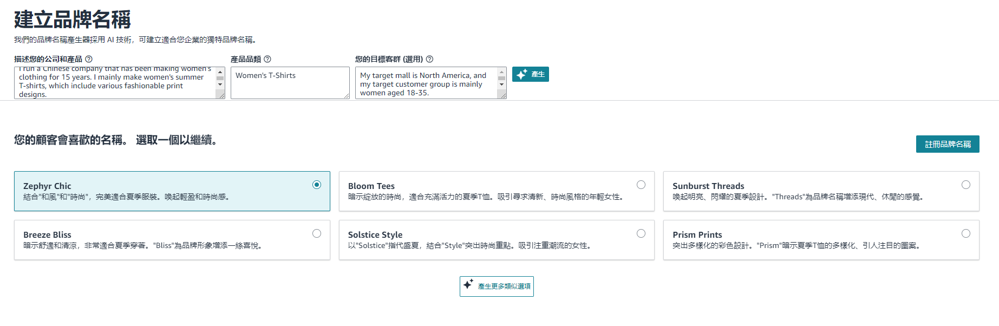 建立品牌名稱
我們的品牌名稱產生器採用 AI 技術，可建立適合您企業的獨特品牌名稱。
描述您的公司和產品
產品品類
您的目標客群 (選用)
I run a Chinese company that has been making women's
clothing for 15 years. I mainly make women's summer
T-shirts, which include various fashionable print
designs.
Women's T-Shirts
My target mall is North America, and
my target customer group is mainly
women aged 18-35.
產生
您的顧客會喜歡的名稱。 選取一個以繼續。
註冊品牌名稱
Zephyr Chic
結合"和風"和"時尚"，完美適合夏季服裝。喚起輕盈和時尚感。
Bloom Tees
暗示綻放的時尚，適合充滿活力的夏季T恤。吸引尋求清新、時尚風格的年輕女性。
Sunburst Threads
喚起明亮、閃耀的夏季設計。"Threads"為品牌名稱增添現代、休閒的感覺。
Breeze Bliss
暗示舒適和清涼，非常適合夏季穿著。"Bliss"為品牌形象增添一絲喜悅。
Solstice Style
以"Solstice"指代盛夏，結合"Style"突出時尚重點。吸引注重潮流的女性。
Prism Prints
突出多樣化的彩色設計。"Prism"暗示夏季T恤的多樣化、引人注目的圖案。
產生更多類似選項